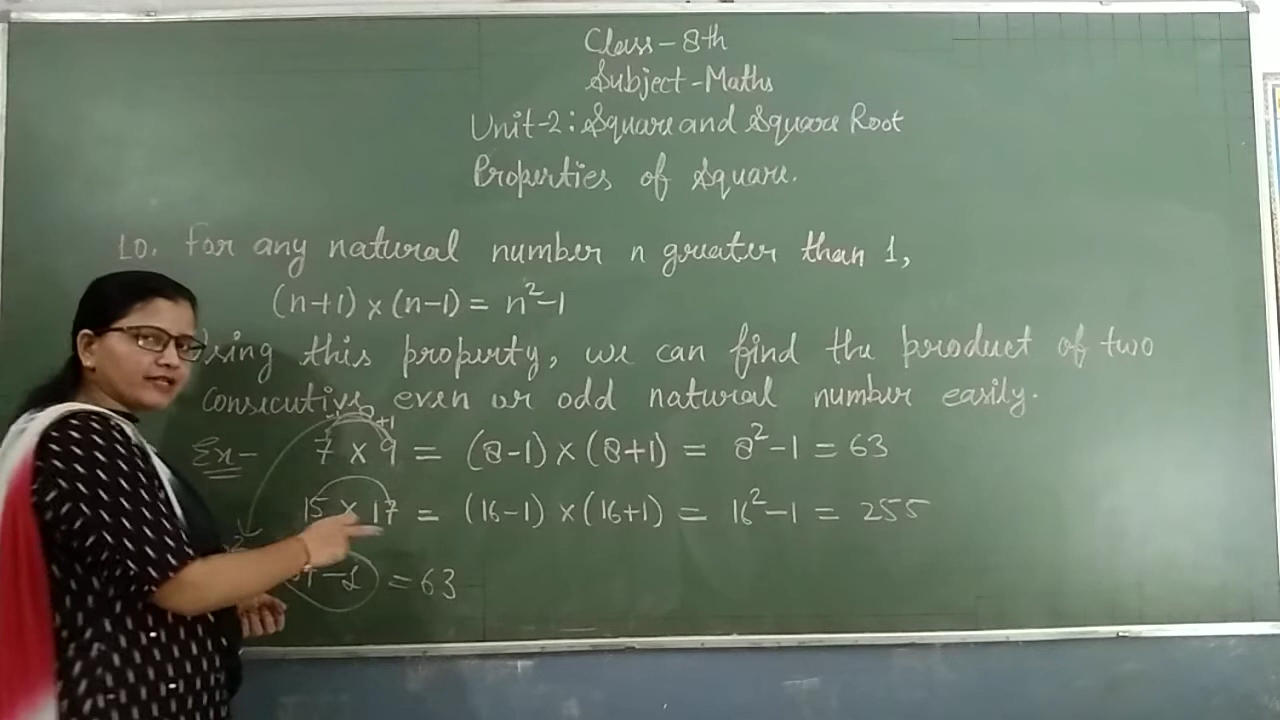 Class-8th
Subject-Maths
Unit-2: Square and Square Root
Properties of Square.
10. For any natural number n greater than 1,
(n+1) × (n-1) = n²-1
Using this property, we can find the product of two
consecutive even or odd natural number easily.
+1
Ex- 7 × 9 = (8-1) × (8+1) = 8²-1 = 63
15 × 17 = (16-1) × (16+1) = 16²-1 = 255
-1 = 63